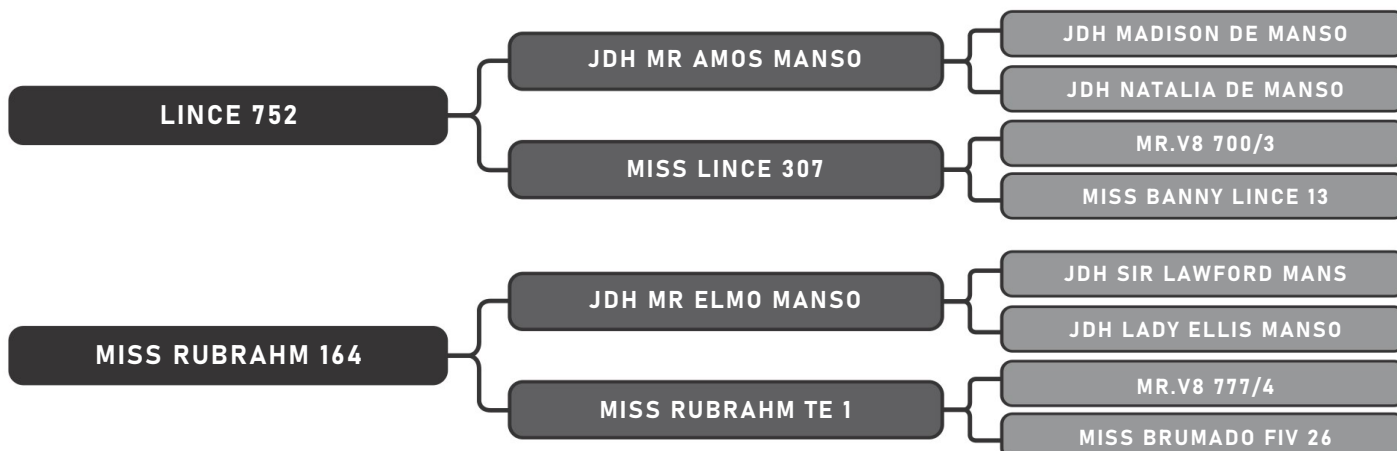 LINCE 752
JDH MR AMOS MANSO
JDH MADISON DE MANSO
JDH NATALIA DE MANSO
MISS LINCE 307
MR.V8 700/3
MISS BANNY LINCE 13
MISS RUBRAHM 164
JDH MR ELMO MANSO
JDH SIR LAWFORD MANS
JDH LADY ELLIS MANSO
MISS RUBRAHM TE 1
MR.V8 777/4
MISS BRUMADO FIV 26